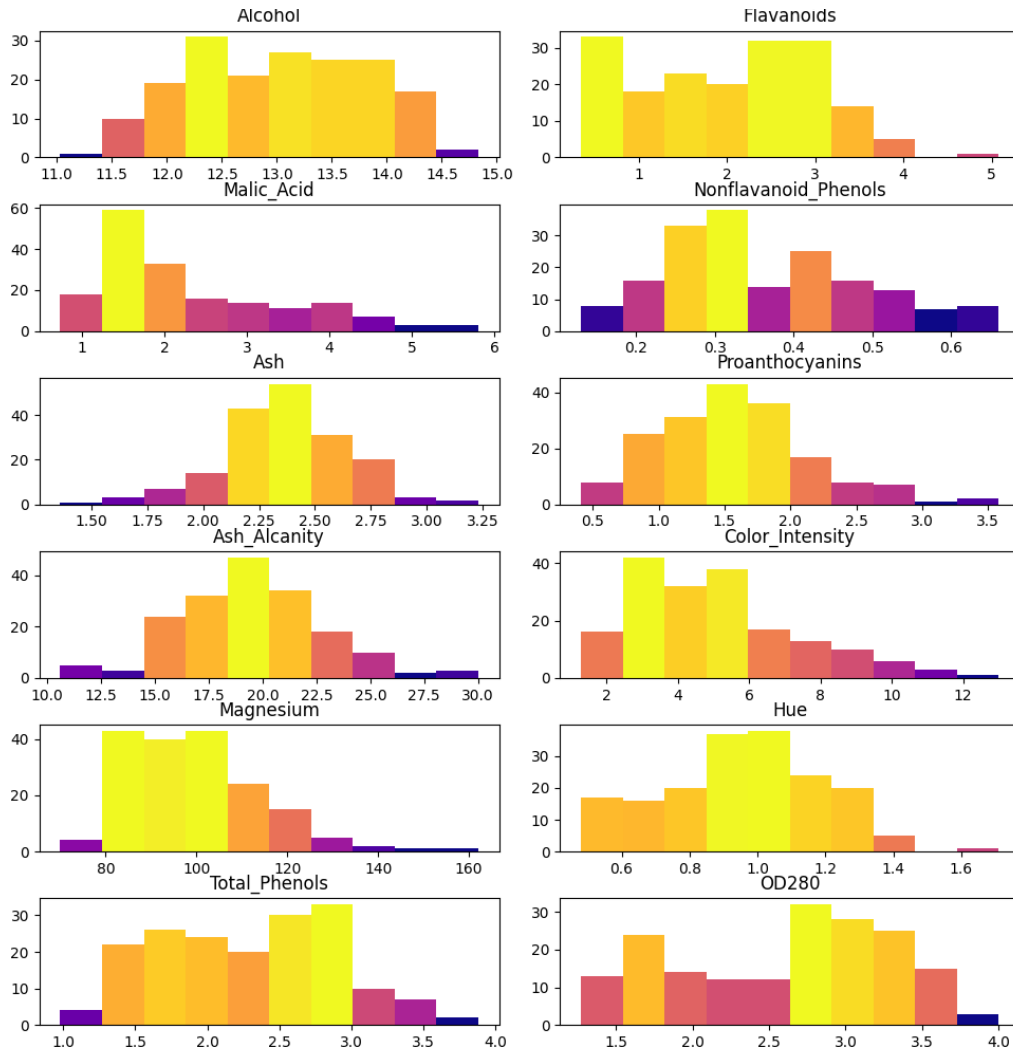 Alcohol
30
20
10
0
11.0 11.5 12.0 12.5 13.0 13.5 14.0 14.5 15.0
Flavanoids
30
20
10
0
1 2 3 4 5
Malic_Acid
60
40
20
0
1 2 3 4 5 6
Nonflavanoid_Phenols
30
20
10
0
0.2 0.3 0.4 0.5 0.6
Ash
40
20
0
1.50 1.75 2.00 2.25 2.50 2.75 3.00 3.25
Proanthocyanins
40
20
0
0.5 1.0 1.5 2.0 2.5 3.0 3.5
Ash_Alcanity
40
20
0
10.0 12.5 15.0 17.5 20.0 22.5 25.0 27.5 30.0
Color_Intensity
40
20
0
2 4 6 8 10 12
Magnesium
40
20
0
80 100 120 140 160
Hue
30
20
10
0
0.6 0.8 1.0 1.2 1.4 1.6
Total_Phenols
30
20
10
0
1.0 1.5 2.0 2.5 3.0 3.5 4.0
OD280
30
20
10
0
1.5 2.0 2.5 3.0 3.5 4.0